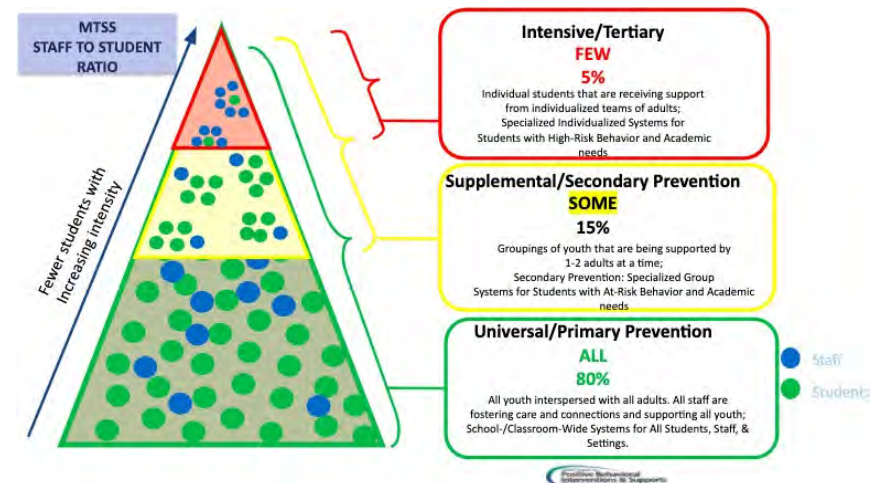 MTSS
STAFF TO STUDENT
RATIO
Fewer students with
Increasing intensity
Intensive/Tertiary
FEW
5%
Individual students that are receiving support
from individualized teams of adults;
Specialized Individualized Systems for
Students with High-Risk Behavior and Academic
needs
Supplemental/Secondary Prevention
SOME
15%
Groupings of youth that are being supported by
1-2 adults at a time;
Secondary Prevention: Specialized Group
Systems for Students with At-Risk Behavior and Academic
needs
Universal/Primary Prevention
ALL
80%
All youth interspersed with all adults. All staff are
fostering care and connections and supporting all youth;
School-/Classroom-Wide Systems for All Students, Staff, &
Settings.
Staff
Students
Positive Behavioral
Interventions & Supports